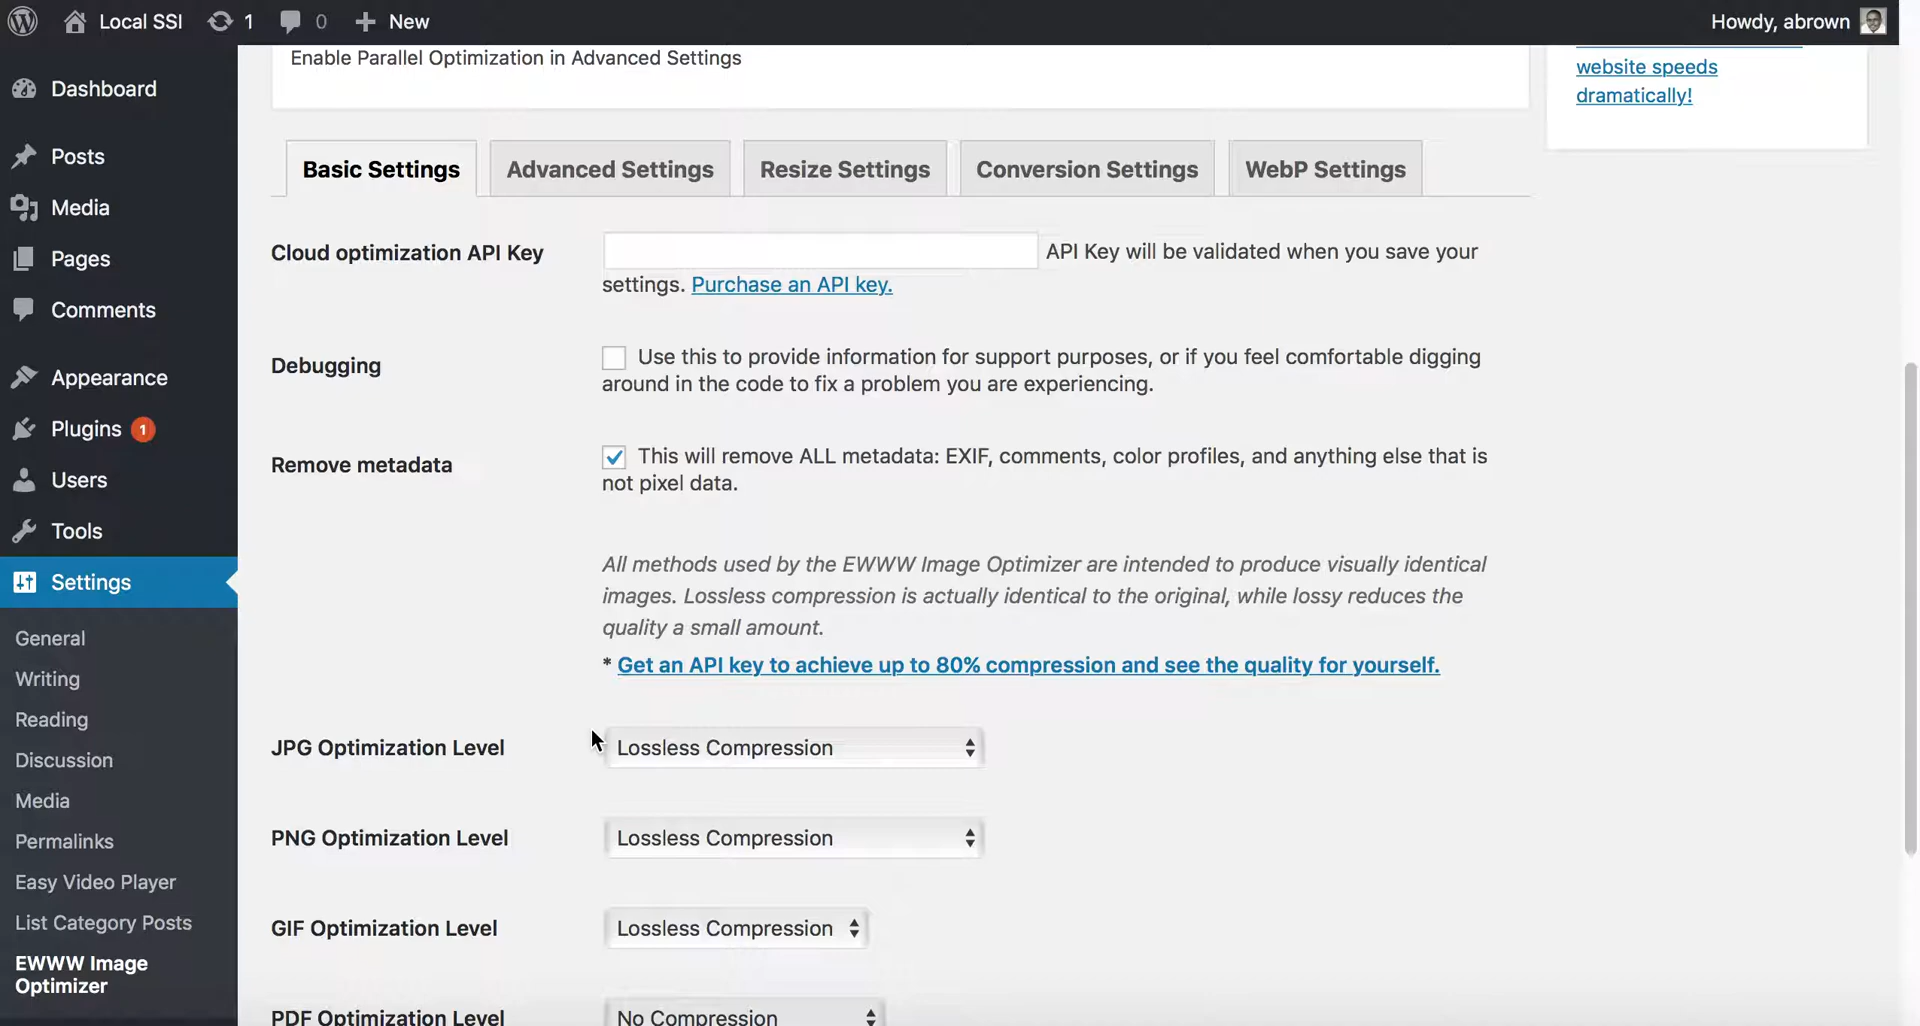 Local SSI 1 0 New Howdy, abrown
Dashboard
Posts
Media
Pages
Comments
Appearance
Plugins 1
Users
Tools
Settings
General
Writing
Reading
Discussion
Media
Permalinks
Easy Video Player
List Category Posts
EWWW Image
Optimizer
Enable Parallel Optimization in Advanced Settings
website speeds
dramatically!
Basic Settings Advanced Settings Resize Settings Conversion Settings WebP Settings
Cloud optimization API Key API Key will be validated when you save your
settings. Purchase an API key.
Debugging Use this to provide information for support purposes, or if you feel comfortable digging
around in the code to fix a problem you are experiencing.
Remove metadata This will remove ALL metadata: EXIF, comments, color profiles, and anything else that is
not pixel data.
All methods used by the EWWW Image Optimizer are intended to produce visually identical
images. Lossless compression is actually identical to the original, while lossy reduces the
quality a small amount.
* Get an API key to achieve up to 80% compression and see the quality for yourself.
JPG Optimization Level Lossless Compression
PNG Optimization Level Lossless Compression
GIF Optimization Level Lossless Compression
PDF Optimization Level No Compression